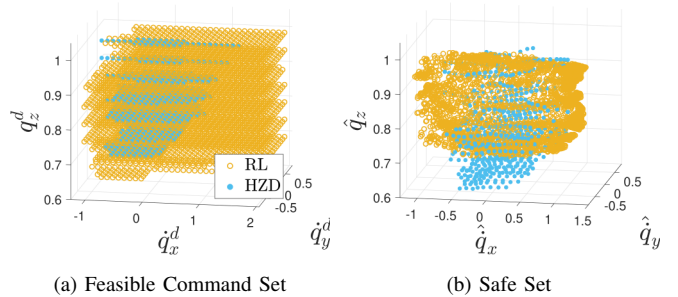 1
0.9
0.8
0.7
0.6
q_z^d
-1
0
1
2
q̇_x^d
-0.5
0
0.5
q̇_y^d
RL
HZD
(a) Feasible Command Set
1
0.9
0.8
0.7
0.6
q̂_z
-1
-0.5
0
0.5
1
1.5
q̂̇_x
-0.5
0
0.5
q̂̇_y
(b) Safe Set